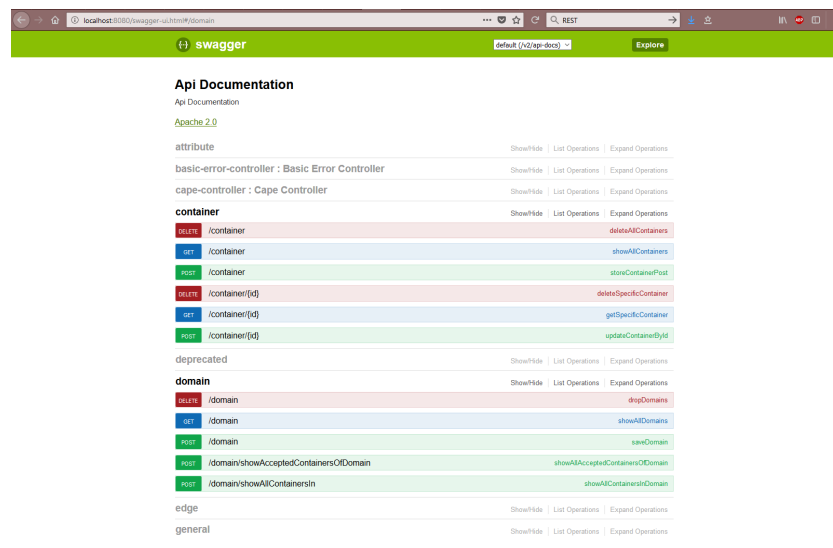 localhost:8080/swagger-ui.html#/domain
REST
swagger
default (/v2/api-docs)
Explore
Api Documentation
Api Documentation
Apache 2.0
attribute Show/Hide List Operations Expand Operations
basic-error-controller : Basic Error Controller Show/Hide List Operations Expand Operations
cape-controller : Cape Controller Show/Hide List Operations Expand Operations
container Show/Hide List Operations Expand Operations
DELETE /container deleteAllContainers
GET /container showAllContainers
POST /container storeContainerPost
DELETE /container/{id} deleteSpecificContainer
GET /container/{id} getSpecificContainer
POST /container/{id} updateContainerById
deprecated Show/Hide List Operations Expand Operations
domain Show/Hide List Operations Expand Operations
DELETE /domain dropDomains
GET /domain showAllDomains
POST /domain saveDomain
POST /domain/showAcceptedContainersOfDomain showAllAcceptedContainersOfDomain
POST /domain/showAllContainersIn showAllContainersInDomain
edge Show/Hide List Operations Expand Operations
general Show/Hide List Operations Expand Operations